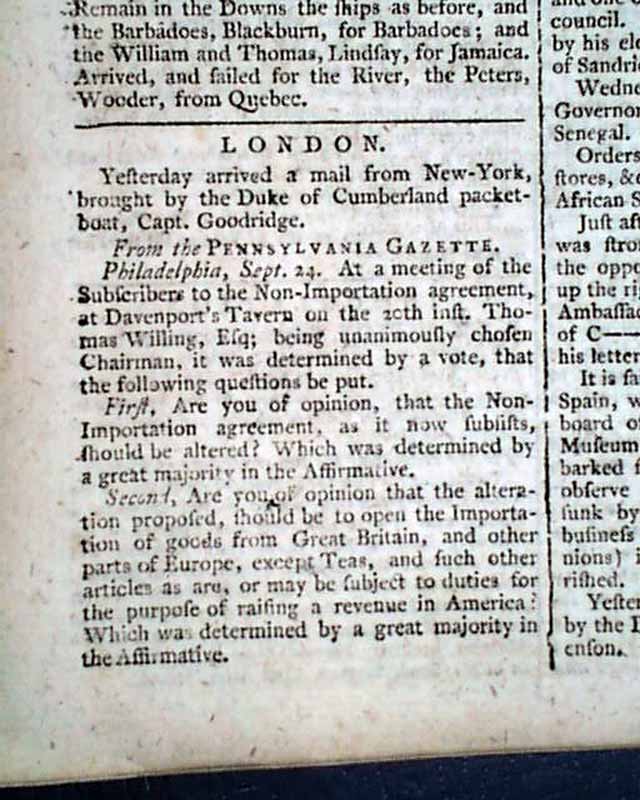 Remain in the Downs the ſhips as before, and
the Barbadoes, Blackburn, for Barbadoes; and
the William and Thomas, Lindſay, for Jamaica.
Arrived, and ſailed for the River, the Peters,
Wooder, from Quebec.
LONDON.
Yeſterday arrived a mail from New-York,
brought by the Duke of Cumberland packet-
boat, Capt. Goodridge.
From the PENNSYLVANIA GAZETTE.
Philadelphia, Sept. 24. At a meeting of the
Subſcribers to the Non-Importation agreement,
at Davenport's Tavern on the 20th inſt. Tho-
mas Willing, Eſq; being unanimouſly choſen
Chairman, it was determined by a vote, that
the following queſtions be put.
Firſt, Are you of opinion, that the Non-
Importation agreement, as it now ſubſiſts,
ſhould be altered? Which was determined by
a great majority in the Affirmative.
Second, Are you of opinion that the altera-
tion propoſed, ſhould be to open the Importa-
tion of goods from Great Britain, and other
parts of Europe, except Teas, and ſuch other
articles as are, or may be ſubject to duties for
the purpoſe of raiſing a revenue in America?
Which was determined by a great majority in
the Affirmative.
council.
by his
of
Wedne
Governor
Senegal.
Orders
ſtores,
African S
Juſt aft
was ſtro
the oppo
up the ri
Ambaſſad
of C——
his letter
It is ſa
Spain, w
board of
Muſeum
barked f
obſerve
ſunk by
buſineſs
nions) i
riſhed.
Yeſter
by the D
enſon.